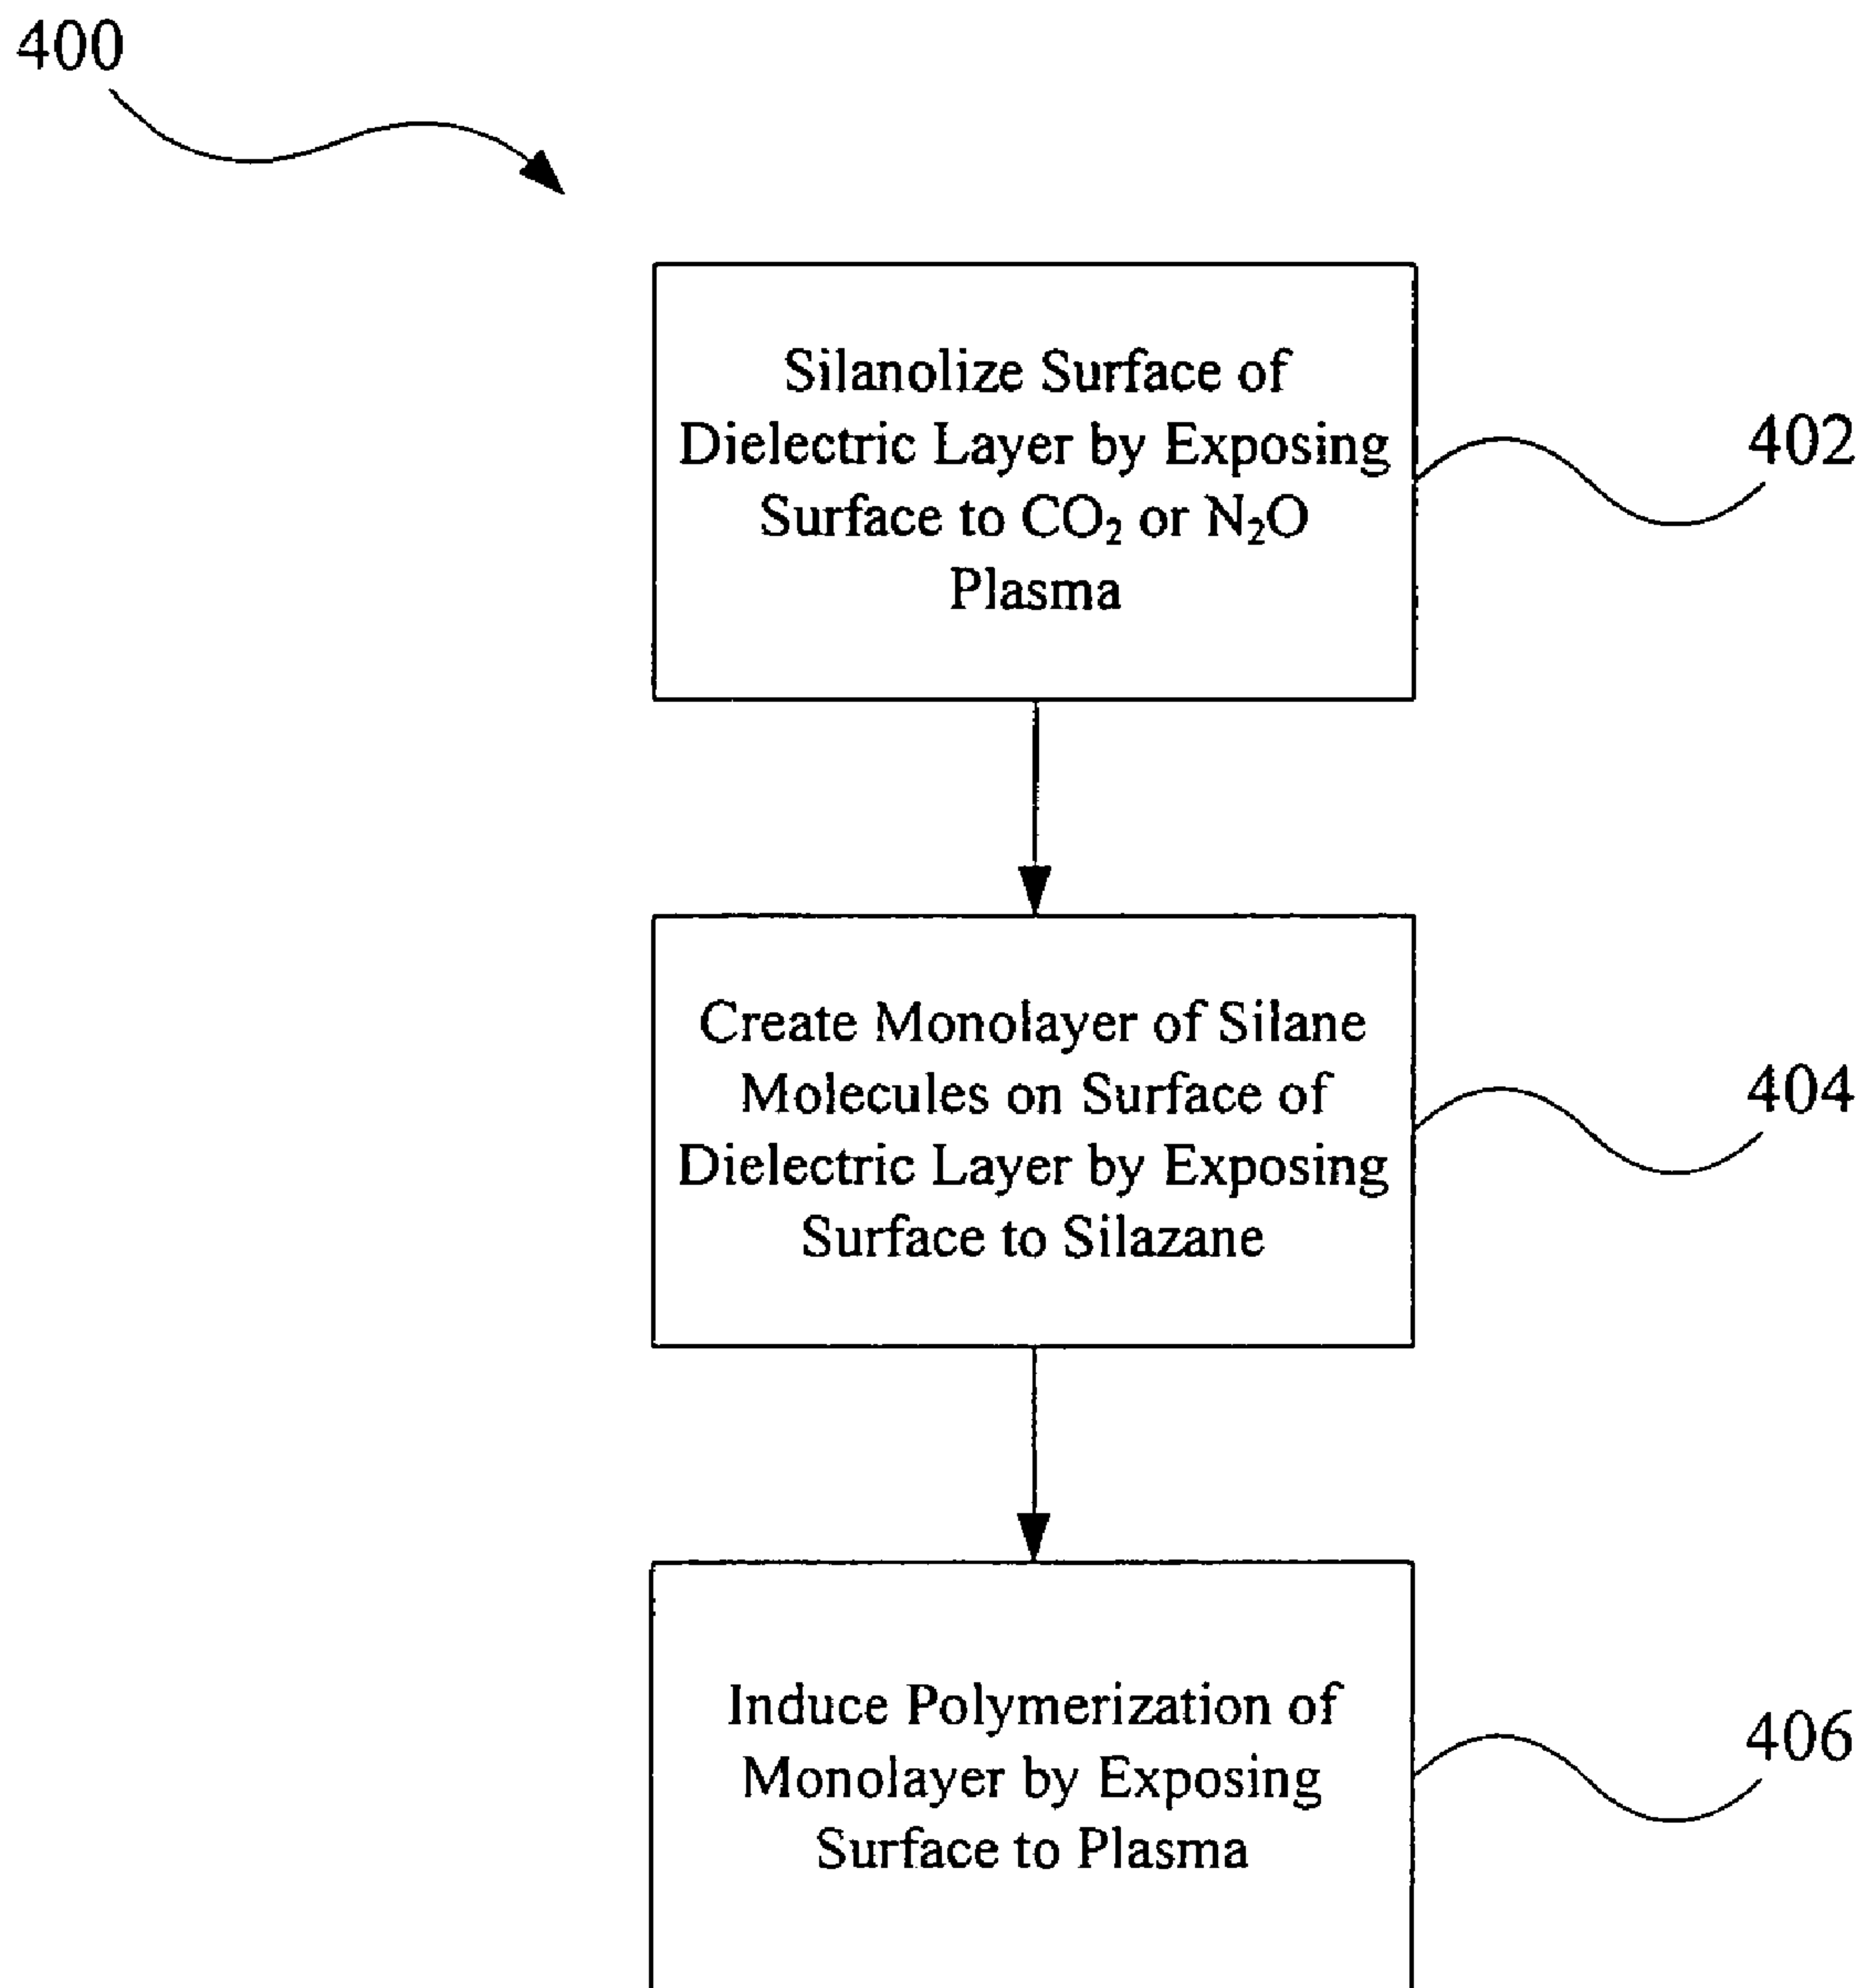 400
Silanolize Surface of
Dielectric Layer by Exposing
Surface to CO₂ or N₂O
Plasma
402
Create Monolayer of Silane
Molecules on Surface of
Dielectric Layer by Exposing
Surface to Silazane
404
Induce Polymerization of
Monolayer by Exposing
Surface to Plasma
406